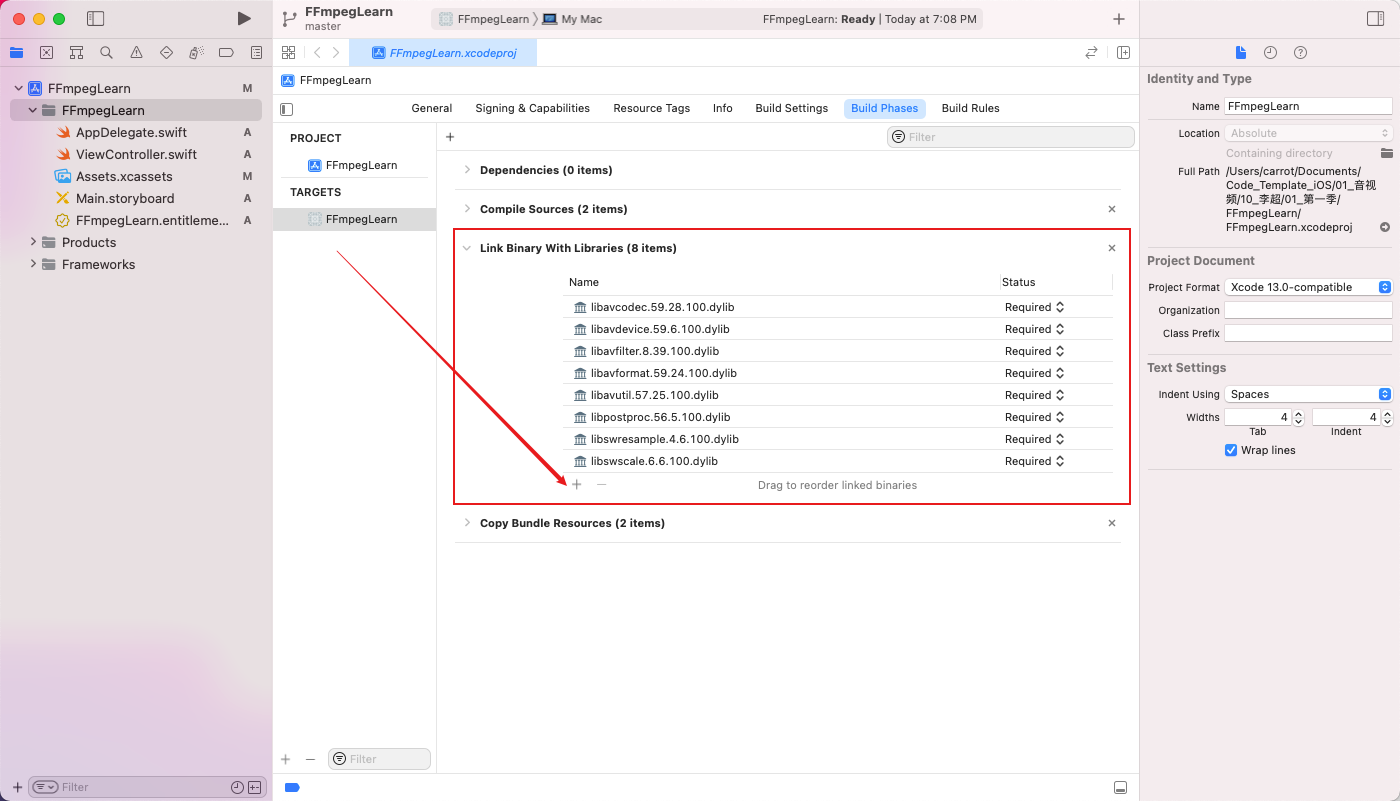 FFmpegLearn
master
FFmpegLearn
My Mac
FFmpegLearn: Ready | Today at 7:08 PM
FFmpegLearn.xcodeproj
FFmpegLearn M
FFmpegLearn
AppDelegate.swift A
ViewController.swift A
Assets.xcassets M
Main.storyboard A
FFmpegLearn.entitleme... A
Products
Frameworks
Filter
FFmpegLearn
General Signing & Capabilities Resource Tags Info Build Settings Build Phases Build Rules
PROJECT
FFmpegLearn
TARGETS
FFmpegLearn
Filter
Filter
Dependencies (0 items)
Compile Sources (2 items)
Link Binary With Libraries (8 items)
Name Status
libavcodec.59.28.100.dylib Required
libavdevice.59.6.100.dylib Required
libavfilter.8.39.100.dylib Required
libavformat.59.24.100.dylib Required
libavutil.57.25.100.dylib Required
libpostproc.56.5.100.dylib Required
libswresample.4.6.100.dylib Required
libswscale.6.6.100.dylib Required
Drag to reorder linked binaries
Copy Bundle Resources (2 items)
Identity and Type
Name FFmpegLearn
Location Absolute
Containing directory
Full Path /Users/carrot/Documents/
Code_Template_iOS/01_音视
频/10_李超/01_第一季/
FFmpegLearn/
FFmpegLearn.xcodeproj
Project Document
Project Format Xcode 13.0-compatible
Organization
Class Prefix
Text Settings
Indent Using Spaces
Widths 4 4
Tab Indent
Wrap lines